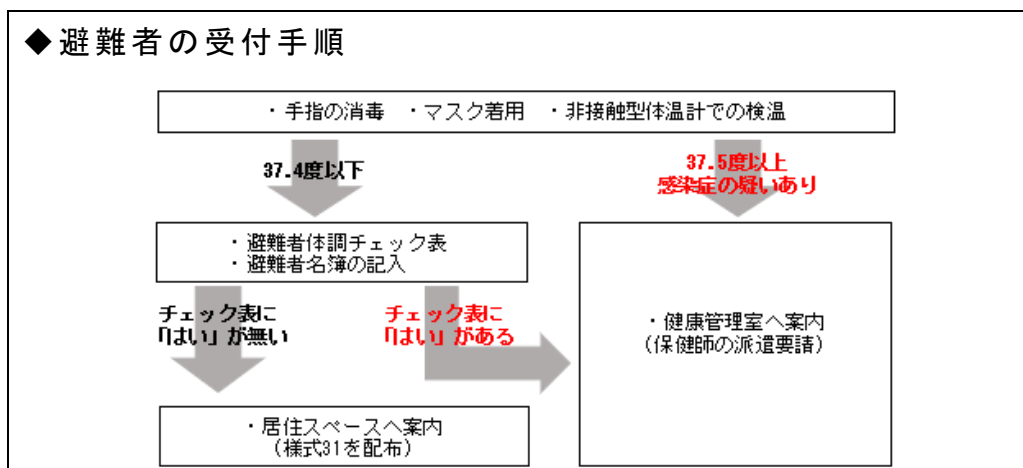 ◆避難者の受付手順
・手指の消毒 ・マスク着用 ・非接触型体温計での検温
37.4度以下
37.5度以上
感染症の疑いあり
・避難者体調チェック表
・避難者名簿の記入
チェック表に
「はい」が無い
チェック表に
「はい」がある
・健康管理室へ案内
(保健師の派遣要請)
・居住スペースへ案内
(様式31を配布)